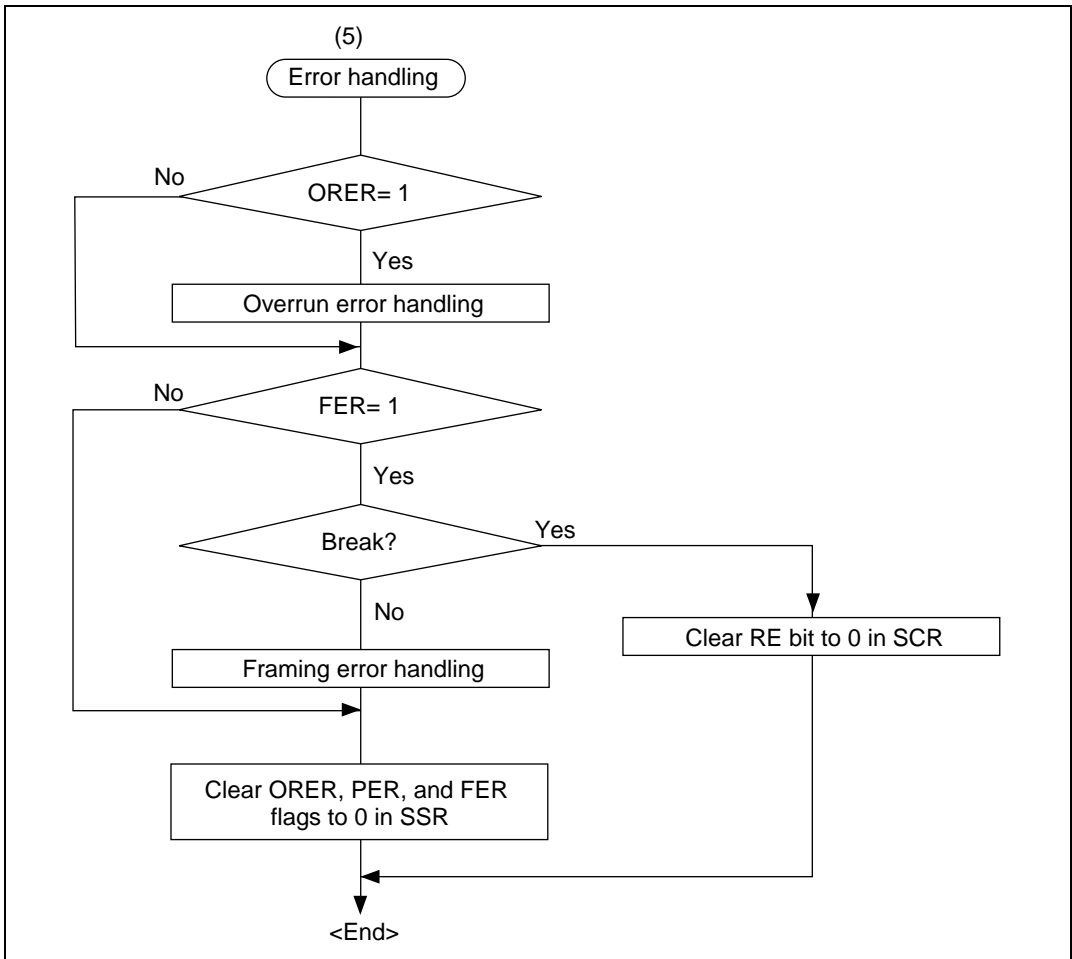 (5)
Error handling
No
ORER= 1
Yes
Overrun error handling
No
FER= 1
Yes
Break?
Yes
No
Clear RE bit to 0 in SCR
Framing error handling
Clear ORER, PER, and FER
flags to 0 in SSR
<End>